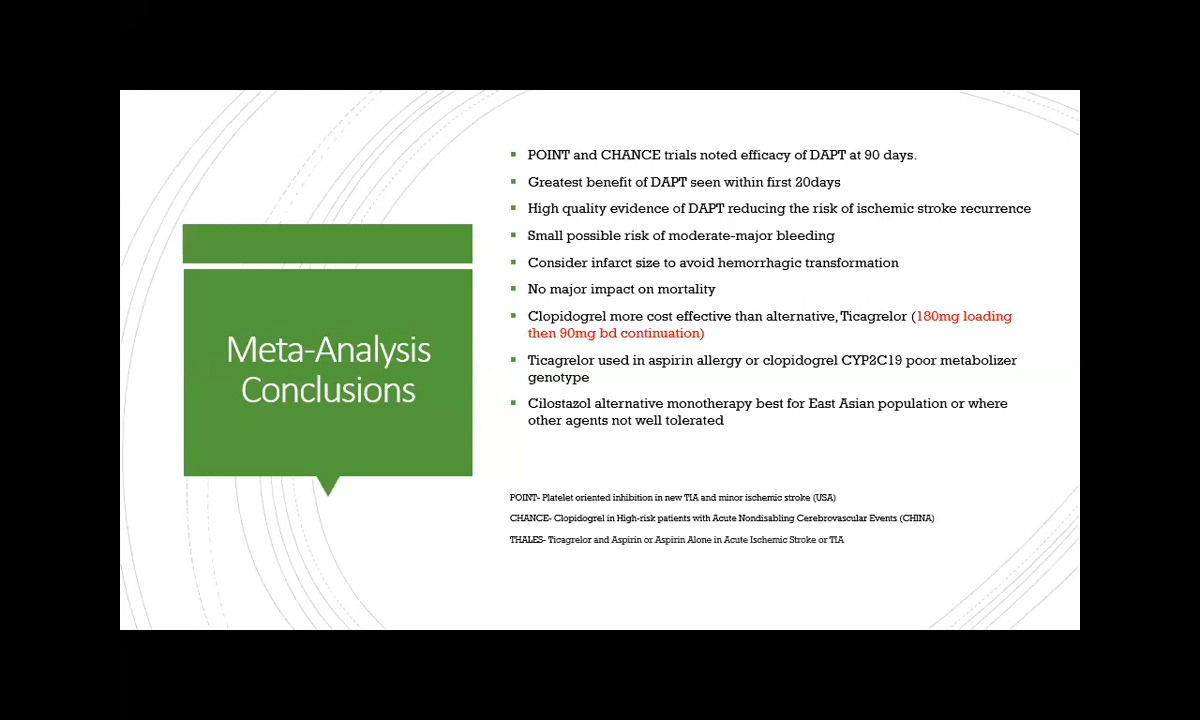 Meta-Analysis
Conclusions
POINT and CHANCE trials noted efficacy of DAPT at 90 days.
Greatest benefit of DAPT seen within first 20days
High quality evidence of DAPT reducing the risk of ischemic stroke recurrence
Small possible risk of moderate-major bleeding
Consider infarct size to avoid hemorrhagic transformation
No major impact on mortality
Clopidogrel more cost effective than alternative, Ticagrelor (180mg loading
then 90mg bd continuation)
Ticagrelor used in aspirin allergy or clopidogrel CYP2C19 poor metabolizer
genotype
Cilostazol alternative monotherapy best for East Asian population or where
other agents not well tolerated
POINT- Platelet oriented inhibition in new TIA and minor ischemic stroke (USA)
CHANCE- Clopidogrel in High-risk patients with Acute Nondisabling Cerebrovascular Events (CHINA)
THALES- Ticagrelor and Aspirin or Aspirin Alone in Acute Ischemic Stroke or TIA